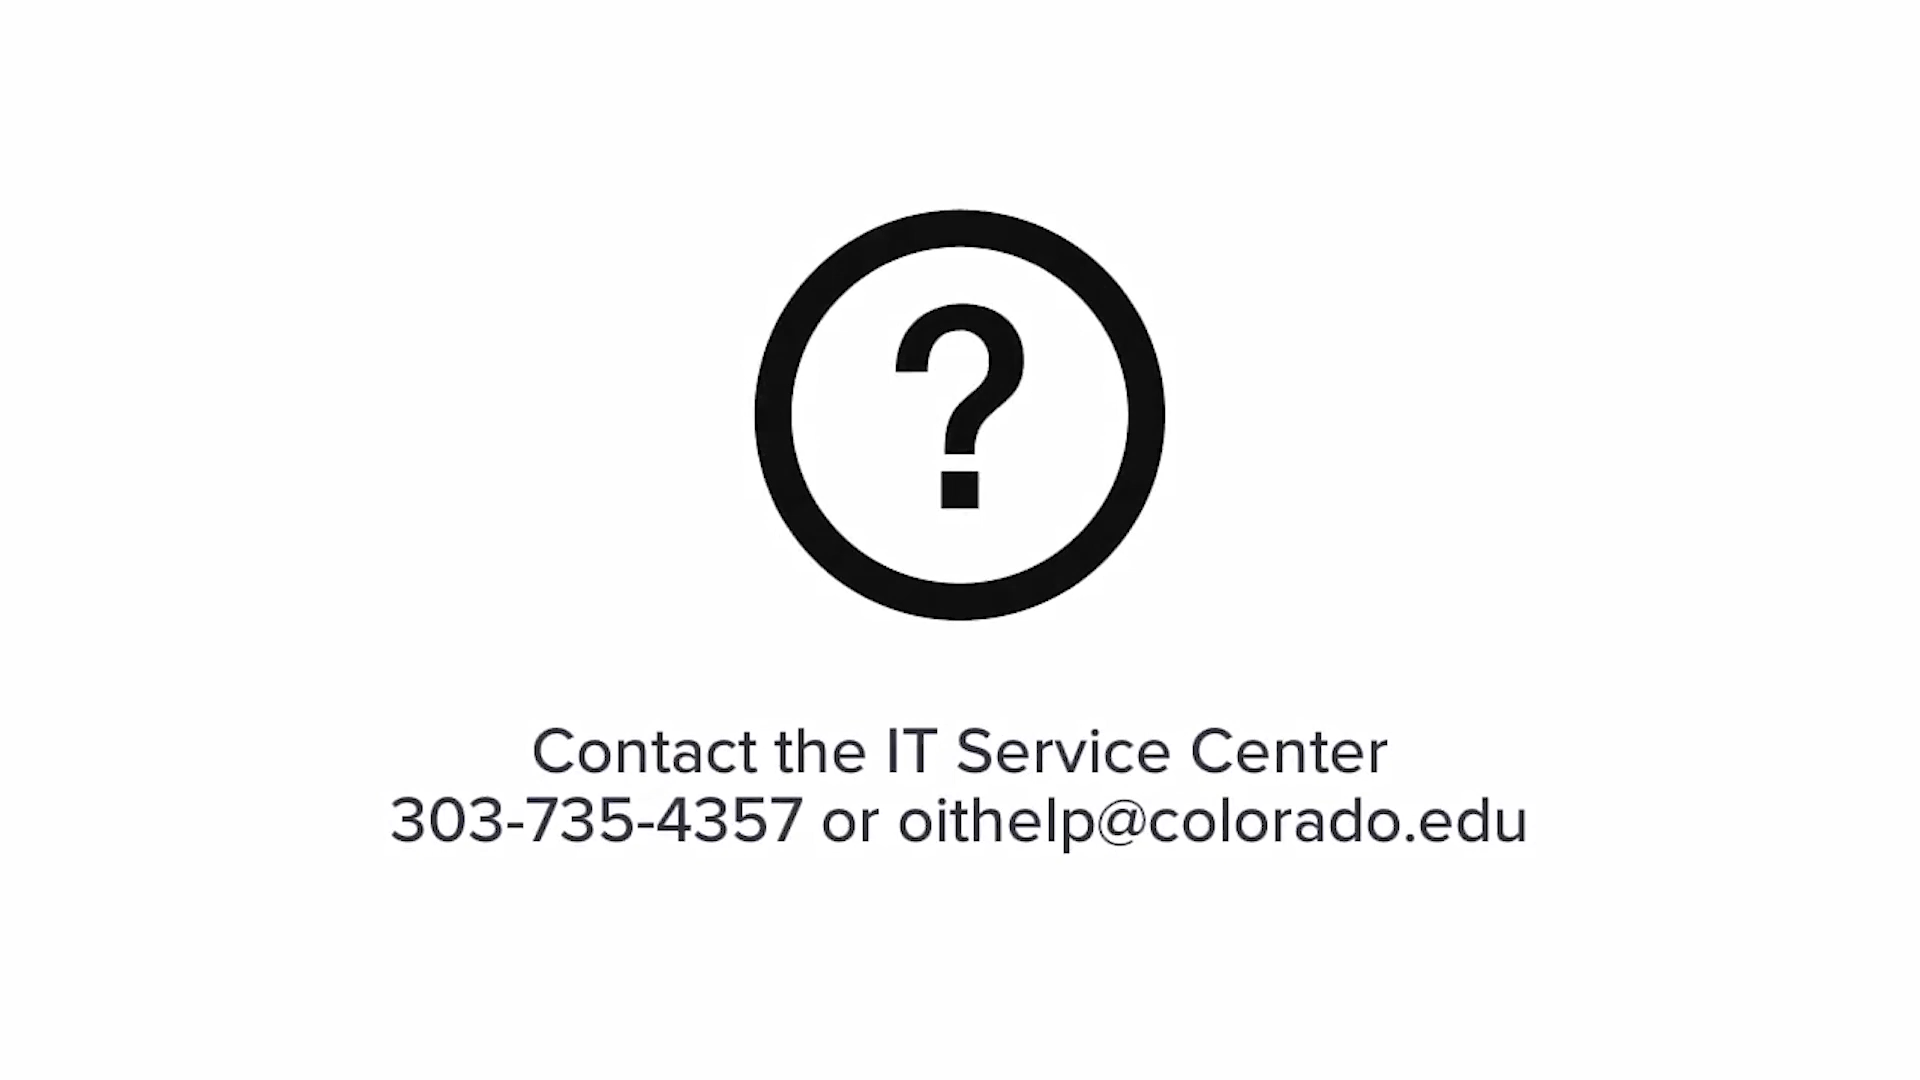 ?
Contact the IT Service Center
303-735-4357 or oithelp@colorado.edu